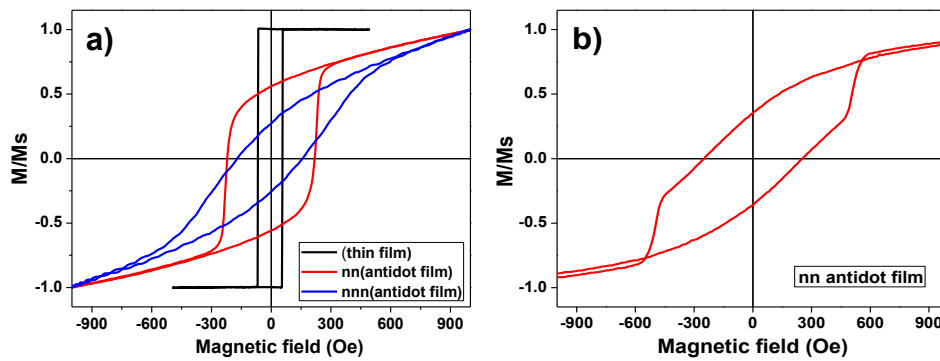 a)
M/Ms
1.0
0.5
0.0
-0.5
-1.0
-900 -600 -300 0 300 600 900
Magnetic field (Oe)
(thin film)
nn(antidot film)
nnn(antidot film)
b)
M/Ms
1.0
0.5
0.0
-0.5
-1.0
-900 -600 -300 0 300 600 900
Magnetic field (Oe)
nn antidot film